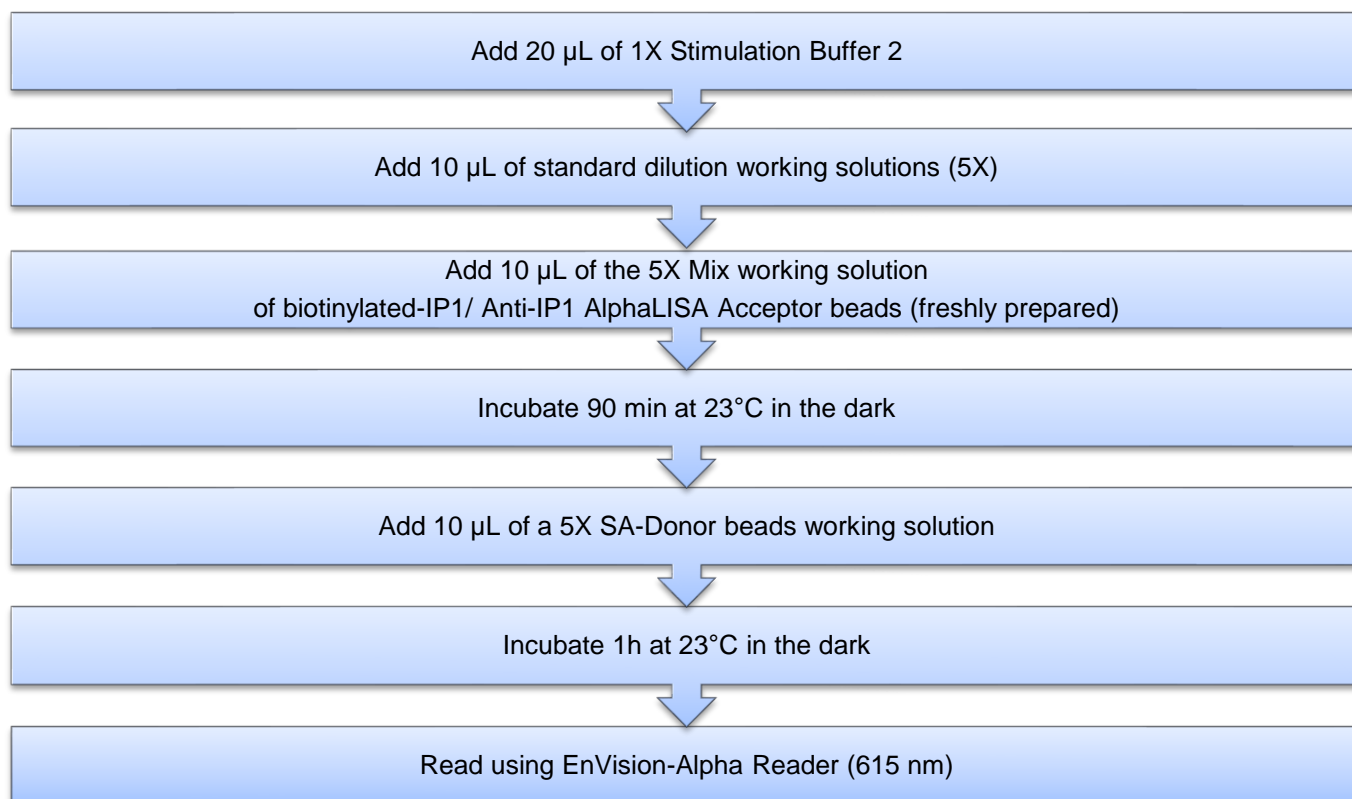 Add 20 µL of 1X Stimulation Buffer 2
Add 10 µL of standard dilution working solutions (5X)
Add 10 µL of the 5X Mix working solution
of biotinylated-IP1/ Anti-IP1 AlphaLISA Acceptor beads (freshly prepared)
Incubate 90 min at 23°C in the dark
Add 10 µL of a 5X SA-Donor beads working solution
Incubate 1h at 23°C in the dark
Read using EnVision-Alpha Reader (615 nm)